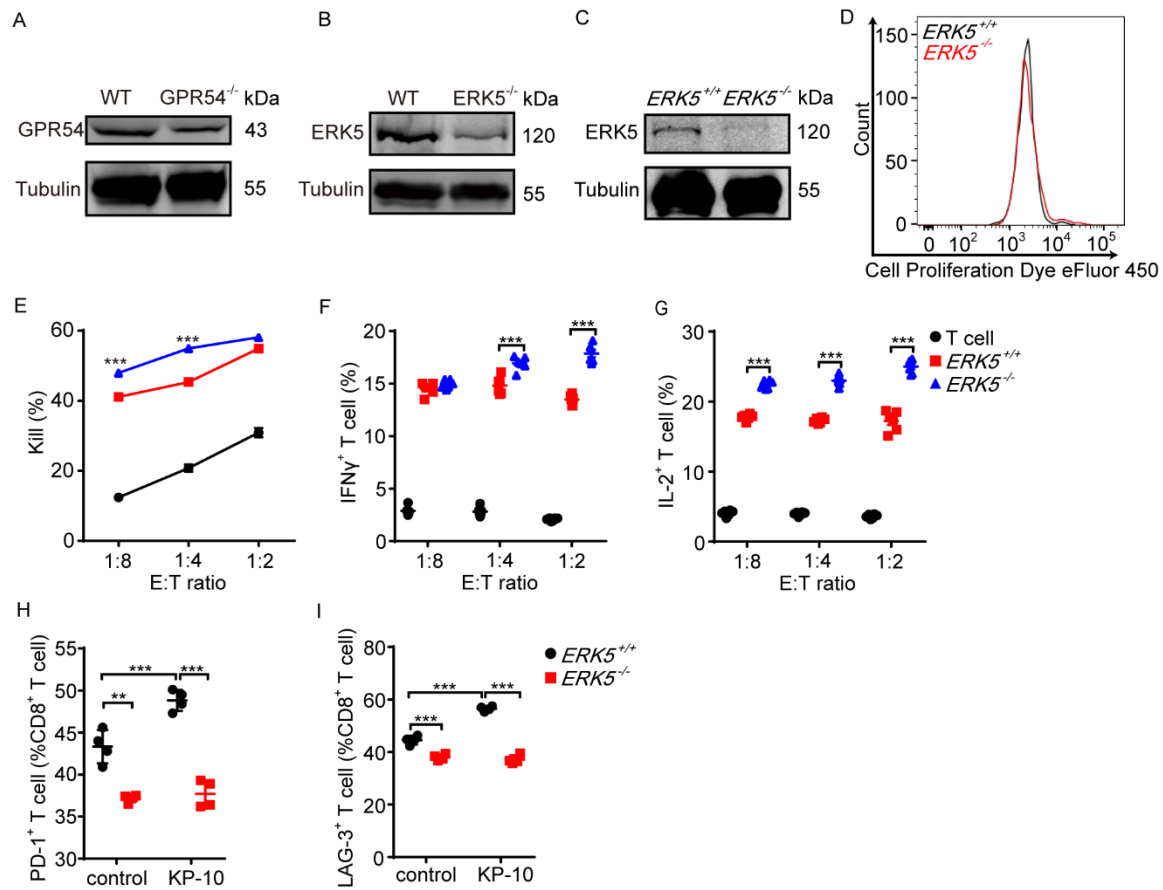 A
WT GPR54-/- kDa
GPR54 43
Tubulin 55
B
WT ERK5-/- kDa
ERK5 120
Tubulin 55
C
ERK5+/+ ERK5-/- kDa
ERK5 120
Tubulin 55
D
ERK5+/+
ERK5-/-
Count
150
100
50
0
0 10² 10³ 10⁴ 10⁵
Cell Proliferation Dye eFluor 450
E
Kill (%)
60
40
20
0
*** ***
1:8 1:4 1:2
E:T ratio
F
IFNγ+ T cell (%)
20
15
10
5
0
*** ***
1:8 1:4 1:2
E:T ratio
G
IL-2+ T cell (%)
30
20
10
0
*** *** ***
1:8 1:4 1:2
E:T ratio
T cell
ERK5+/+
ERK5-/-
H
PD-1+ T cell (%CD8+ T cell)
55
50
45
40
35
30
*** ***
**
control KP-10
I
LAG-3+ T cell (%CD8+ T cell)
80
60
40
20
0
*** ***
***
control KP-10
ERK5+/+
ERK5-/-